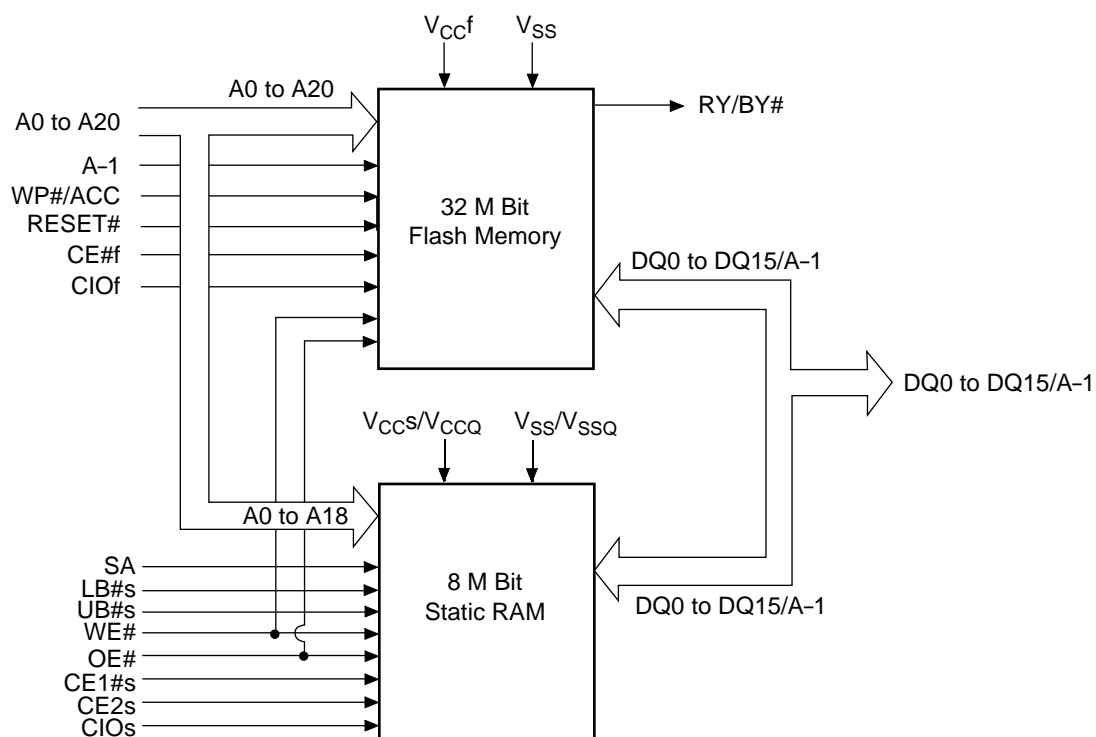 VCCf
VSS
A0 to A20
A0 to A20
RY/BY#
A–1
WP#/ACC
RESET#
CE#f
CIOf
32 M Bit
Flash Memory
DQ0 to DQ15/A–1
DQ0 to DQ15/A–1
VCCs/VCCQ
VSS/VSSQ
A0 to A18
SA
LB#s
UB#s
WE#
OE#
CE1#s
CE2s
CIOs
8 M Bit
Static RAM
DQ0 to DQ15/A–1